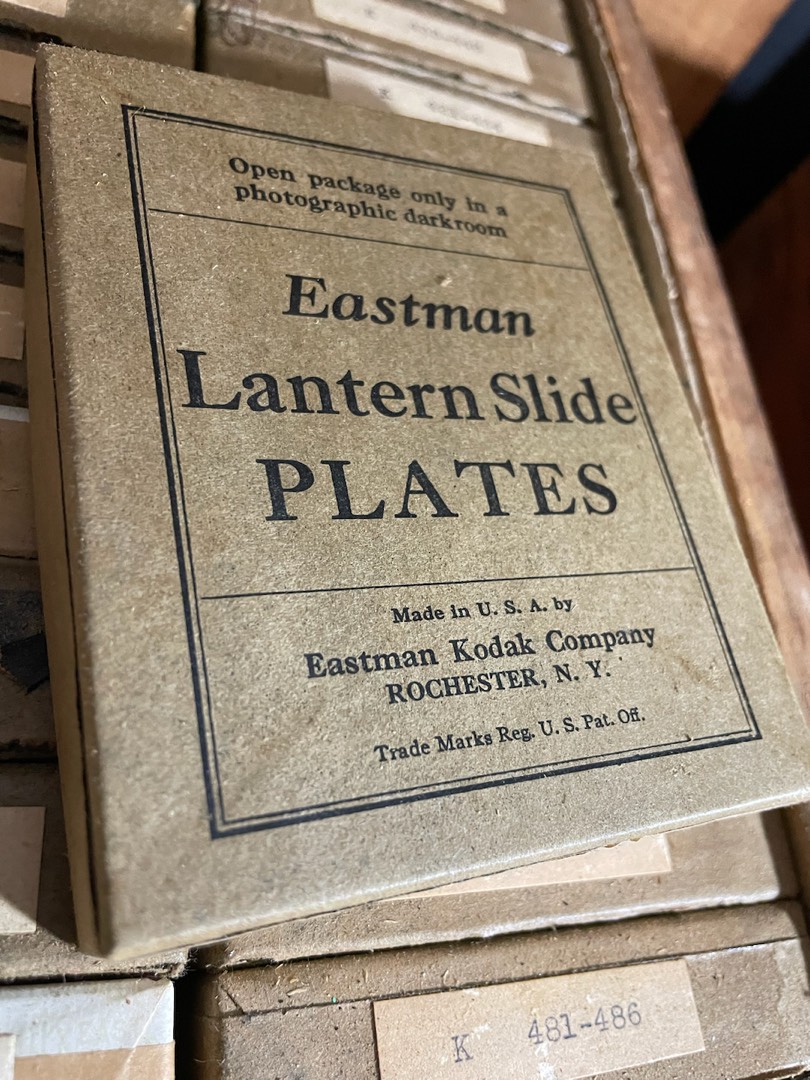 Open package only in a
photographic darkroom
Eastman
Lantern Slide
PLATES
Made in U. S. A. by
Eastman Kodak Company
ROCHESTER, N. Y.
Trade Marks Reg. U. S. Pat. Off.
K 481-486